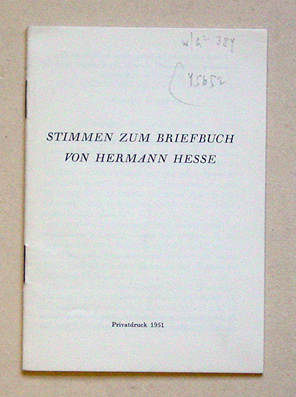 STIMMEN ZUM BRIEFBUCH
VON HERMANN HESSE
Privatdruck 1951